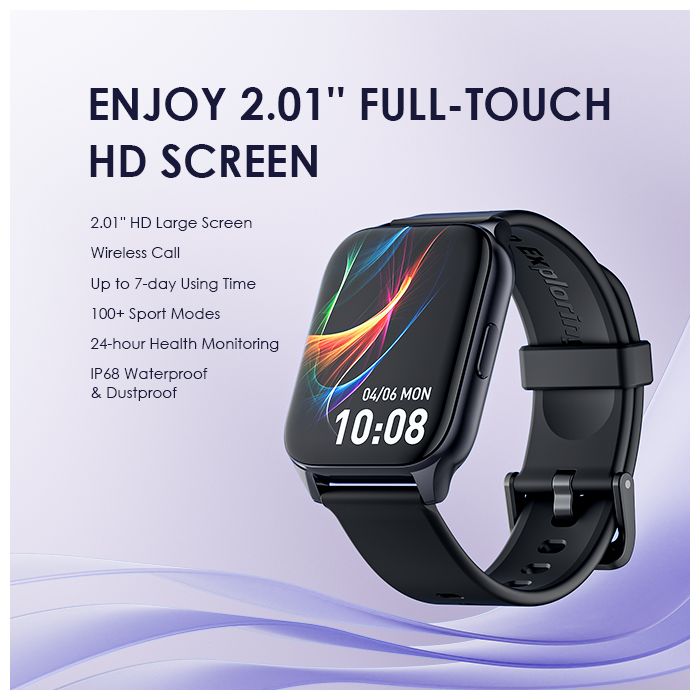 ENJOY 2.01" FULL-TOUCH
HD SCREEN
2.01" HD Large Screen
Wireless Call
Up to 7-day Using Time
100+ Sport Modes
24-hour Health Monitoring
IP68 Waterproof
& Dustproof
Exploring
04/06 MON
10:08